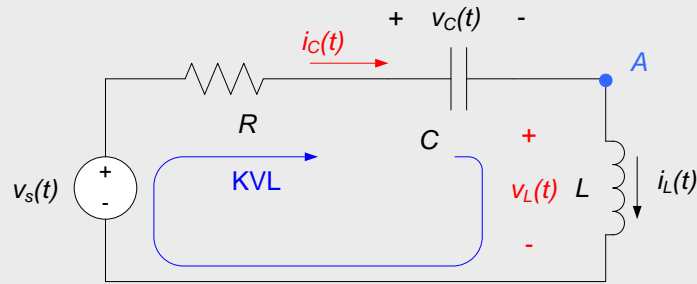 + v_C(t) -
i_C(t)
A
R
C
+
+
-
v_s(t)
KVL
v_L(t)
L
i_L(t)
-